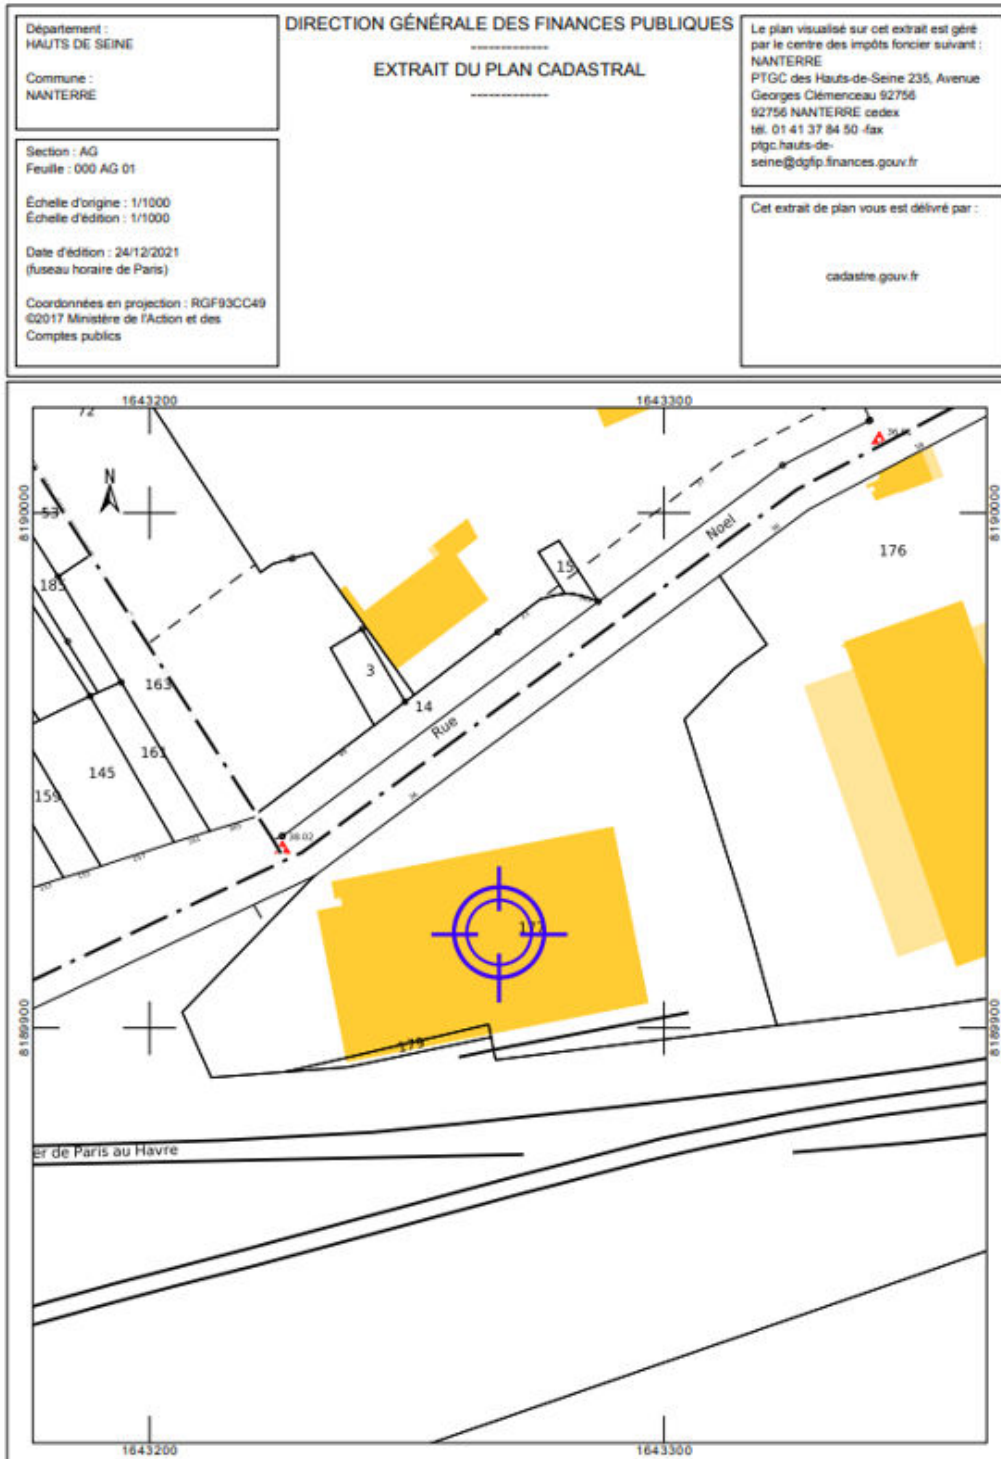 Département :
HAUTS DE SEINE
Commune :
NANTERRE
Section : AG
Feuille : 000 AG 01
Échelle d'origine : 1/1000
Échelle d'édition : 1/1000
Date d'édition : 24/12/2021
(fuseau horaire de Paris)
Coordonnées en projection : RGF93CC49
©2017 Ministère de l'Action et des
Comptes publics
DIRECTION GÉNÉRALE DES FINANCES PUBLIQUES
-------------
EXTRAIT DU PLAN CADASTRAL
-------------
Le plan visualisé sur cet extrait est géré
par le centre des impôts foncier suivant :
NANTERRE
PTGC des Hauts-de-Seine 235, Avenue
Georges Clémenceau 92756
92756 NANTERRE cedex
tél. 01 41 37 84 50 -fax
ptgc.hauts-de-
seine@dgfip.finances.gouv.fr
Cet extrait de plan vous est délivré par :
cadastre.gouv.fr
1643200
1643300
72
N
53
8190000
8190000
Noel
176
15
185
3
163
14
Rue
161
145
159
38.02
177
8189900
8189900
179
er de Paris au Havre
1643200
1643300